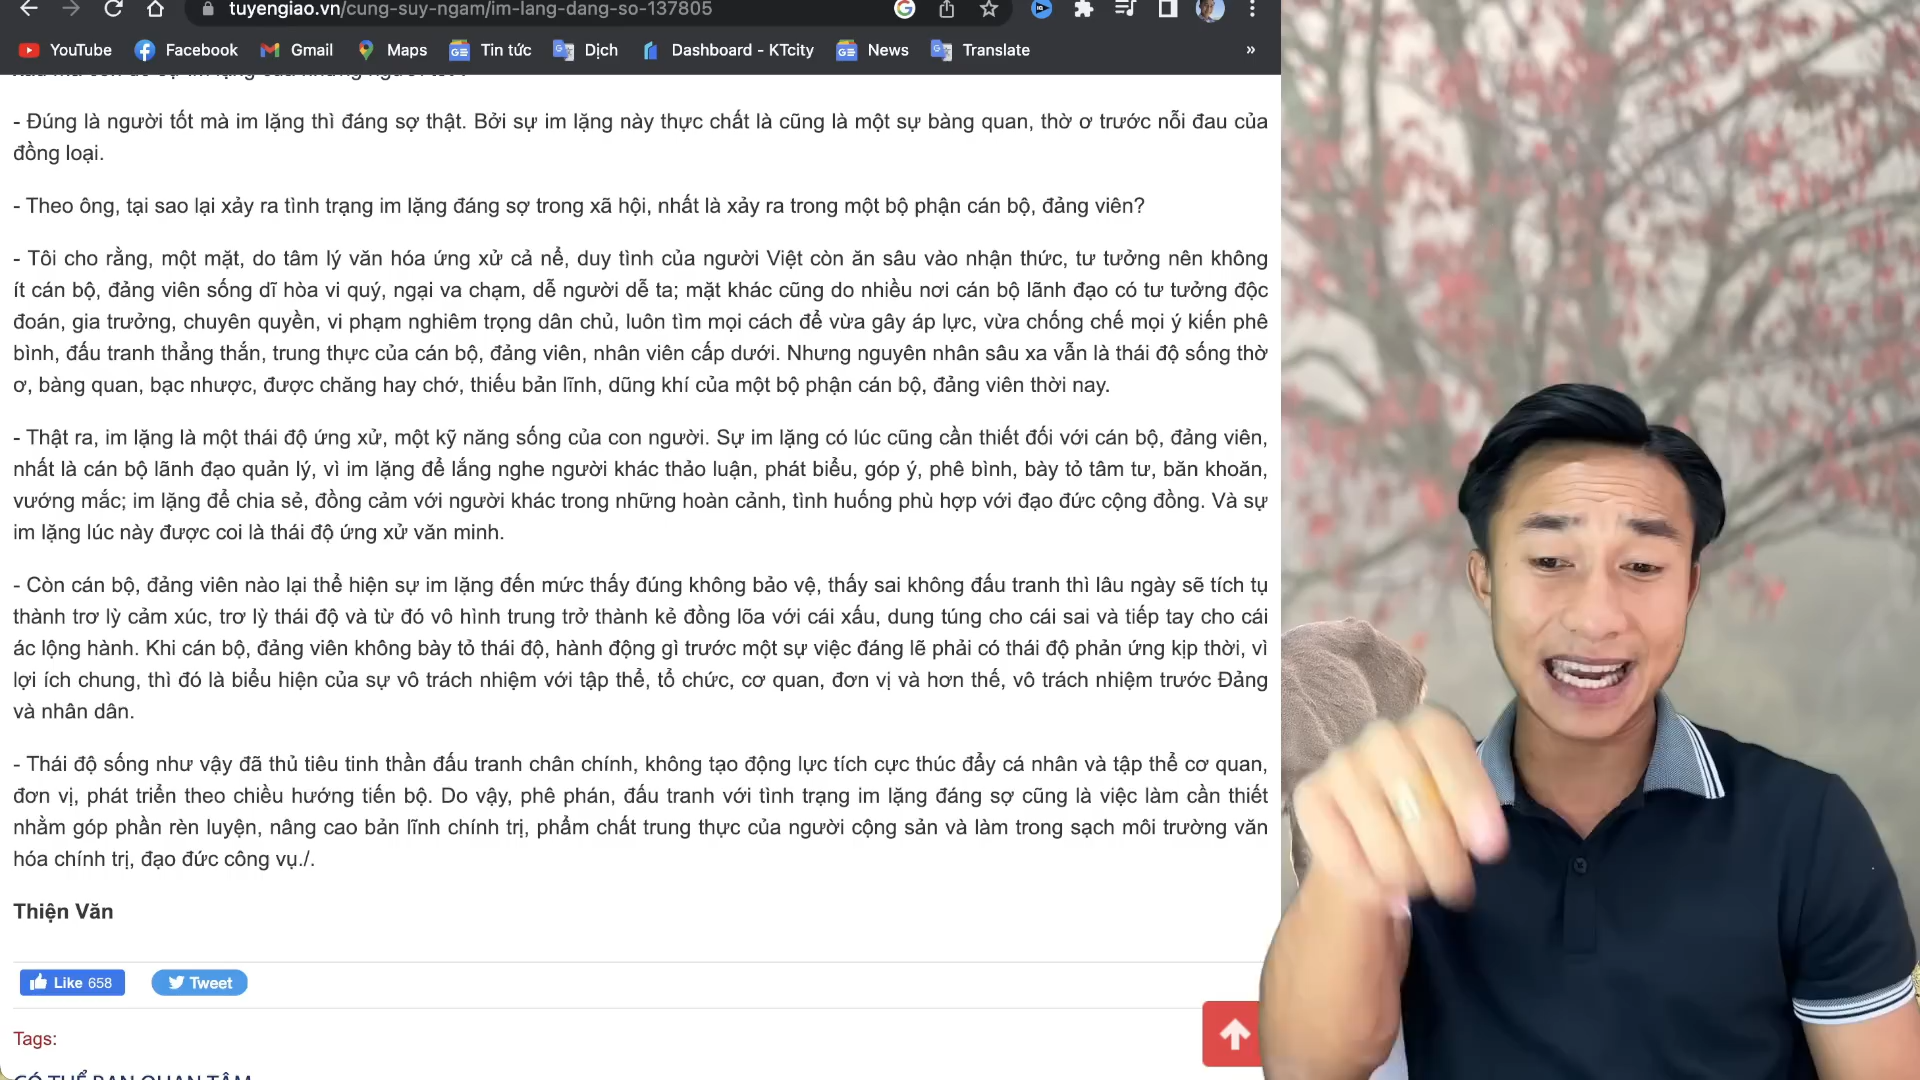 tuyengiao.vn/cung-suy-ngam/im-lang-dang-so-137805
YouTube Facebook Gmail Maps Tin tức Dịch Dashboard - KTcity News Translate »
- Đúng là người tốt mà im lặng thì đáng sợ thật. Bởi sự im lặng này thực chất là cũng là một sự bàng quan, thờ ơ trước nỗi đau của
đồng loại.
- Theo ông, tại sao lại xảy ra tình trạng im lặng đáng sợ trong xã hội, nhất là xảy ra trong một bộ phận cán bộ, đảng viên?
- Tôi cho rằng, một mặt, do tâm lý văn hóa ứng xử cả nể, duy tình của người Việt còn ăn sâu vào nhận thức, tư tưởng nên không
ít cán bộ, đảng viên sống dĩ hòa vi quý, ngại va chạm, dễ người dễ ta; mặt khác cũng do nhiều nơi cán bộ lãnh đạo có tư tưởng độc
đoán, gia trưởng, chuyên quyền, vi phạm nghiêm trọng dân chủ, luôn tìm mọi cách để vừa gây áp lực, vừa chống chế mọi ý kiến phê
bình, đấu tranh thẳng thắn, trung thực của cán bộ, đảng viên, nhân viên cấp dưới. Nhưng nguyên nhân sâu xa vẫn là thái độ sống thờ
ơ, bàng quan, bạc nhược, được chăng hay chớ, thiếu bản lĩnh, dũng khí của một bộ phận cán bộ, đảng viên thời nay.
- Thật ra, im lặng là một thái độ ứng xử, một kỹ năng sống của con người. Sự im lặng có lúc cũng cần thiết đối với cán bộ, đảng viên,
nhất là cán bộ lãnh đạo quản lý, vì im lặng để lắng nghe người khác thảo luận, phát biểu, góp ý, phê bình, bày tỏ tâm tư, băn khoăn,
vướng mắc; im lặng để chia sẻ, đồng cảm với người khác trong những hoàn cảnh, tình huống phù hợp với đạo đức cộng đồng. Và sự
im lặng lúc này được coi là thái độ ứng xử văn minh.
- Còn cán bộ, đảng viên nào lại thể hiện sự im lặng đến mức thấy đúng không bảo vệ, thấy sai không đấu tranh thì lâu ngày sẽ tích tụ
thành trơ lỳ cảm xúc, trơ lỳ thái độ và từ đó vô hình trung trở thành kẻ đồng lõa với cái xấu, dung túng cho cái sai và tiếp tay cho cái
ác lộng hành. Khi cán bộ, đảng viên không bày tỏ thái độ, hành động gì trước một sự việc đáng lẽ phải có thái độ phản ứng kịp thời, vì
lợi ích chung, thì đó là biểu hiện của sự vô trách nhiệm với tập thể, tổ chức, cơ quan, đơn vị và hơn thế, vô trách nhiệm trước Đảng
và nhân dân.
- Thái độ sống như vậy đã thủ tiêu tinh thần đấu tranh chân chính, không tạo động lực tích cực thúc đẩy cá nhân và tập thể cơ quan,
đơn vị, phát triển theo chiều hướng tiến bộ. Do vậy, phê phán, đấu tranh với tình trạng im lặng đáng sợ cũng là việc làm cần thiết
nhằm góp phần rèn luyện, nâng cao bản lĩnh chính trị, phẩm chất trung thực của người cộng sản và làm trong sạch môi trường văn
hóa chính trị, đạo đức công vụ./.
Thiện Văn
Like 658 Tweet
Tags:
CÓ THỂ BẠN QUAN TÂM